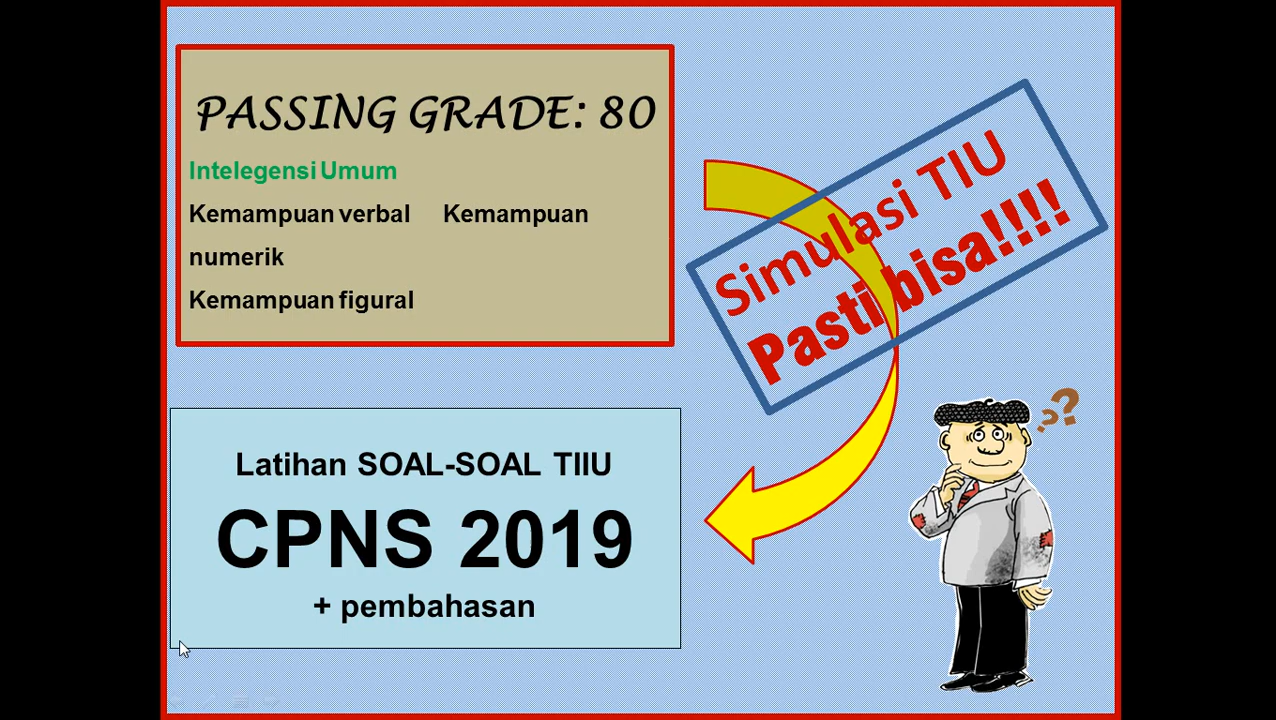 PASSING GRADE: 80
Intelegensi Umum
Kemampuan verbal Kemampuan
numerik
Kemampuan figural
Simulasi TIU
Pasti bisa!!!!
??
Latihan SOAL-SOAL TIIU
CPNS 2019
+ pembahasan